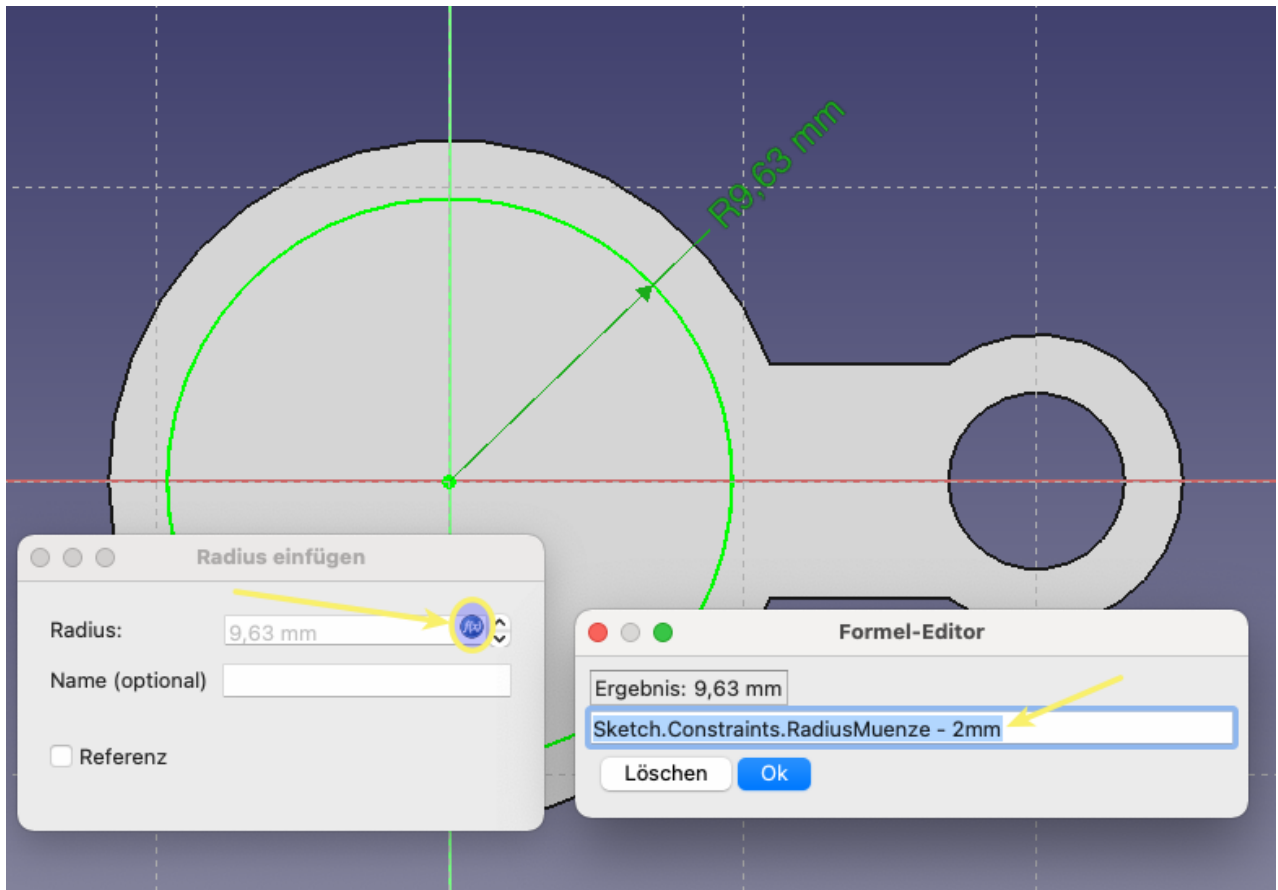 R9,63 mm
Radius einfügen
Radius:
9,63 mm
f(x)
Name (optional)
Referenz
Formel-Editor
Ergebnis: 9,63 mm
Sketch.Constraints.RadiusMuenze - 2mm
Löschen
Ok